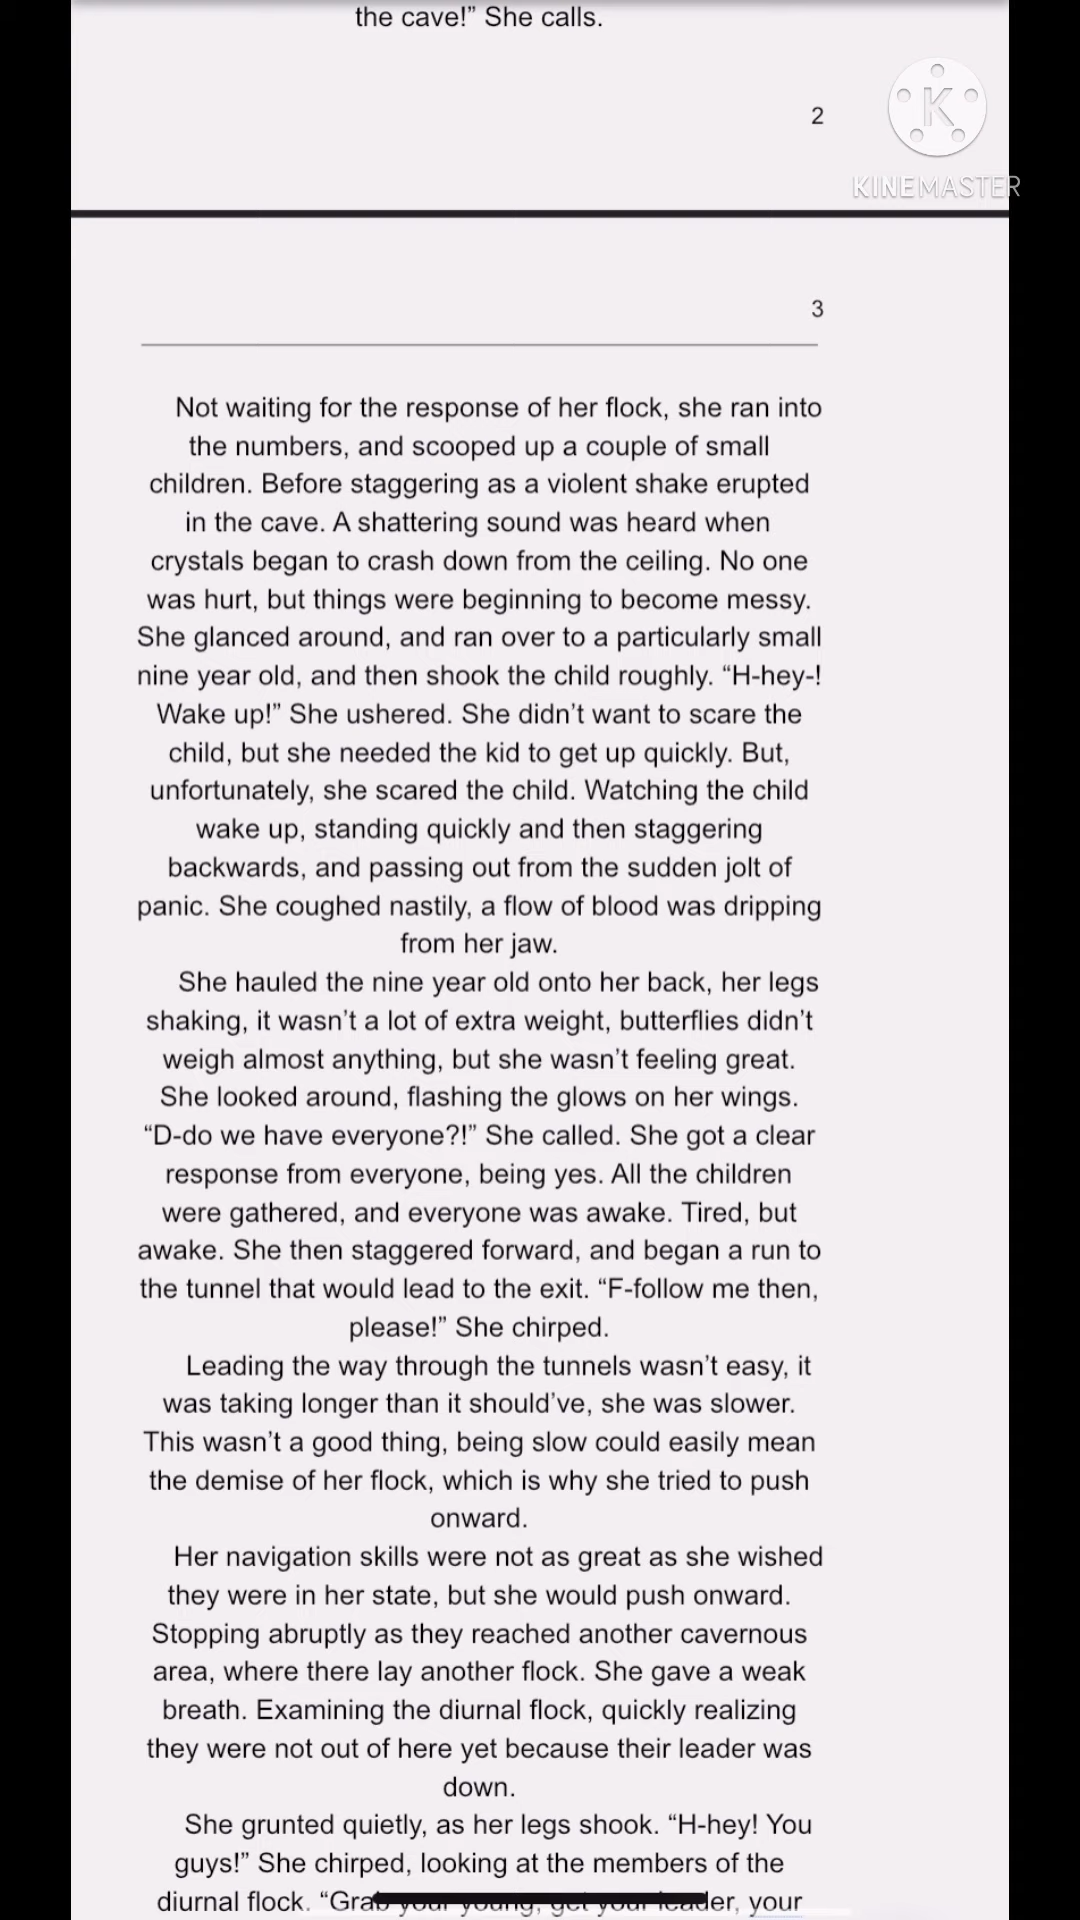 the cave!” She calls.
2
KINEMASTER
3
Not waiting for the response of her flock, she ran into
the numbers, and scooped up a couple of small
children. Before staggering as a violent shake erupted
in the cave. A shattering sound was heard when
crystals began to crash down from the ceiling. No one
was hurt, but things were beginning to become messy.
She glanced around, and ran over to a particularly small
nine year old, and then shook the child roughly. “H-hey-!
Wake up!” She ushered. She didn’t want to scare the
child, but she needed the kid to get up quickly. But,
unfortunately, she scared the child. Watching the child
wake up, standing quickly and then staggering
backwards, and passing out from the sudden jolt of
panic. She coughed nastily, a flow of blood was dripping
from her jaw.
She hauled the nine year old onto her back, her legs
shaking, it wasn’t a lot of extra weight, butterflies didn’t
weigh almost anything, but she wasn’t feeling great.
She looked around, flashing the glows on her wings.
“D-do we have everyone?!” She called. She got a clear
response from everyone, being yes. All the children
were gathered, and everyone was awake. Tired, but
awake. She then staggered forward, and began a run to
the tunnel that would lead to the exit. “F-follow me then,
please!” She chirped.
Leading the way through the tunnels wasn’t easy, it
was taking longer than it should’ve, she was slower.
This wasn’t a good thing, being slow could easily mean
the demise of her flock, which is why she tried to push
onward.
Her navigation skills were not as great as she wished
they were in her state, but she would push onward.
Stopping abruptly as they reached another cavernous
area, where there lay another flock. She gave a weak
breath. Examining the diurnal flock, quickly realizing
they were not out of here yet because their leader was
down.
She grunted quietly, as her legs shook. “H-hey! You
guys!” She chirped, looking at the members of the
diurnal flock. “Grab your young, get your leader, your